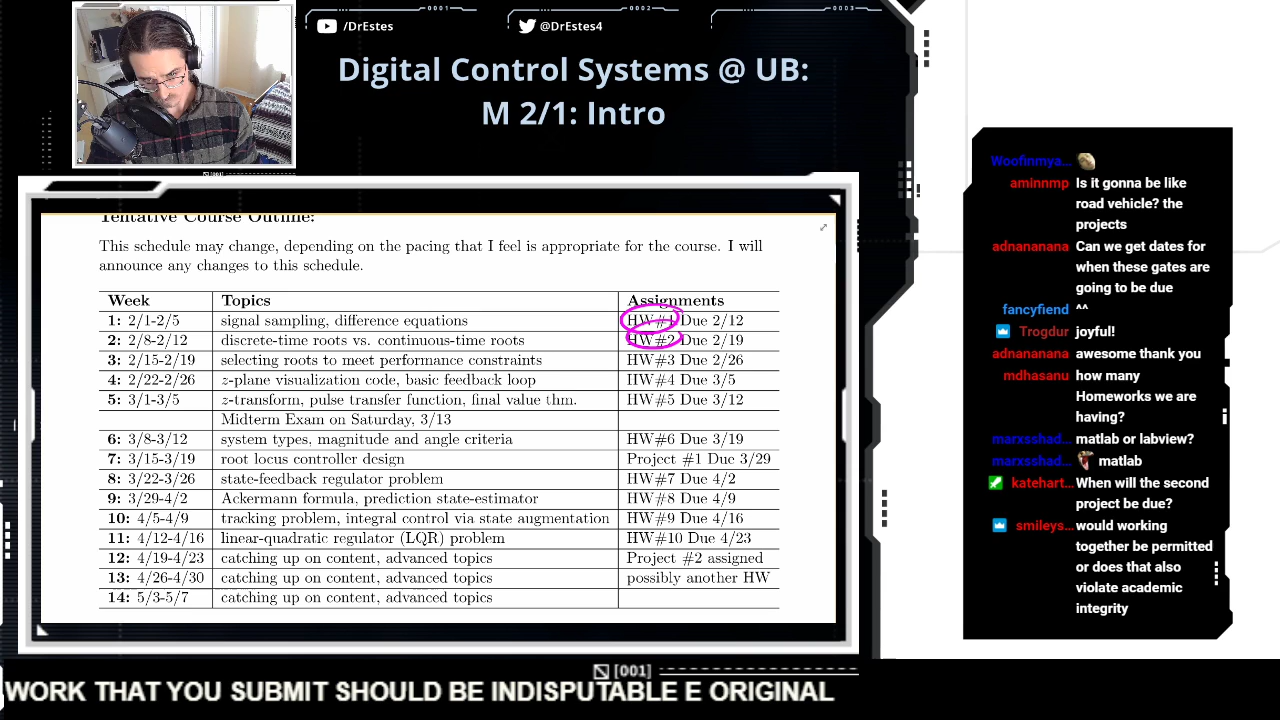 0001
0002
0003
/DrEstes
@DrEstes4
Digital Control Systems @ UB:
M 2/1: Intro
[001]
Tentative Course Outline:
This schedule may change, depending on the pacing that I feel is appropriate for the course. I will
announce any changes to this schedule.
Week Topics Assignments
1: 2/1-2/5 signal sampling, difference equations HW#1 Due 2/12
2: 2/8-2/12 discrete-time roots vs. continuous-time roots HW#2 Due 2/19
3: 2/15-2/19 selecting roots to meet performance constraints HW#3 Due 2/26
4: 2/22-2/26 z-plane visualization code, basic feedback loop HW#4 Due 3/5
5: 3/1-3/5 z-transform, pulse transfer function, final value thm. HW#5 Due 3/12
Midterm Exam on Saturday, 3/13
6: 3/8-3/12 system types, magnitude and angle criteria HW#6 Due 3/19
7: 3/15-3/19 root locus controller design Project #1 Due 3/29
8: 3/22-3/26 state-feedback regulator problem HW#7 Due 4/2
9: 3/29-4/2 Ackermann formula, prediction state-estimator HW#8 Due 4/9
10: 4/5-4/9 tracking problem, integral control via state augmentation HW#9 Due 4/16
11: 4/12-4/16 linear-quadratic regulator (LQR) problem HW#10 Due 4/23
12: 4/19-4/23 catching up on content, advanced topics Project #2 assigned
13: 4/26-4/30 catching up on content, advanced topics possibly another HW
14: 5/3-5/7 catching up on content, advanced topics
Woofinmya...
aminnmp Is it gonna be like
road vehicle? the
projects
adnananana Can we get dates for
when these gates are
going to be due
fancyfiend ^^
Trogdur joyful!
adnananana awesome thank you
mdhasanu how many
Homeworks we are
having?
marxsshad... matlab or labview?
marxsshad... matlab
katehart... When will the second
project be due?
smileys... would working
together be permitted
or does that also
violate academic
integrity
[001]
WORK THAT YOU SUBMIT SHOULD BE INDISPUTABLE E ORIGINAL